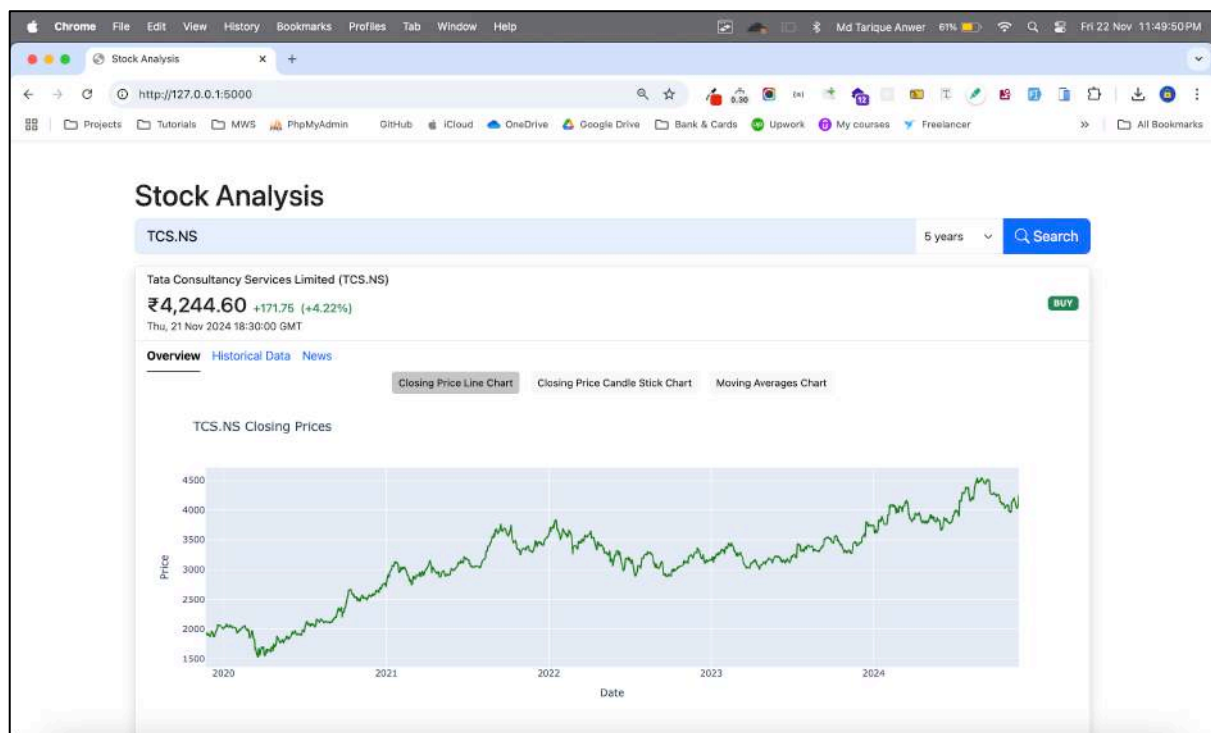 Chrome File Edit View History Bookmarks Profiles Tab Window Help Md Tarique Anwer 61% Fri 22 Nov 11:49:50 PM
Stock Analysis
http://127.0.0.1:5000
0.30 12
Projects Tutorials MWS PhpMyAdmin GitHub iCloud OneDrive Google Drive Bank & Cards Upwork My courses Freelancer >> All Bookmarks
Stock Analysis
TCS.NS 5 years Search
Tata Consultancy Services Limited (TCS.NS)
₹4,244.60 +171.75 (+4.22%) BUY
Thu, 21 Nov 2024 18:30:00 GMT
Overview Historical Data News
Closing Price Line Chart Closing Price Candle Stick Chart Moving Averages Chart
TCS.NS Closing Prices
4500
4000
3500
3000
2500
2000
1500
Price
2020 2021 2022 2023 2024
Date